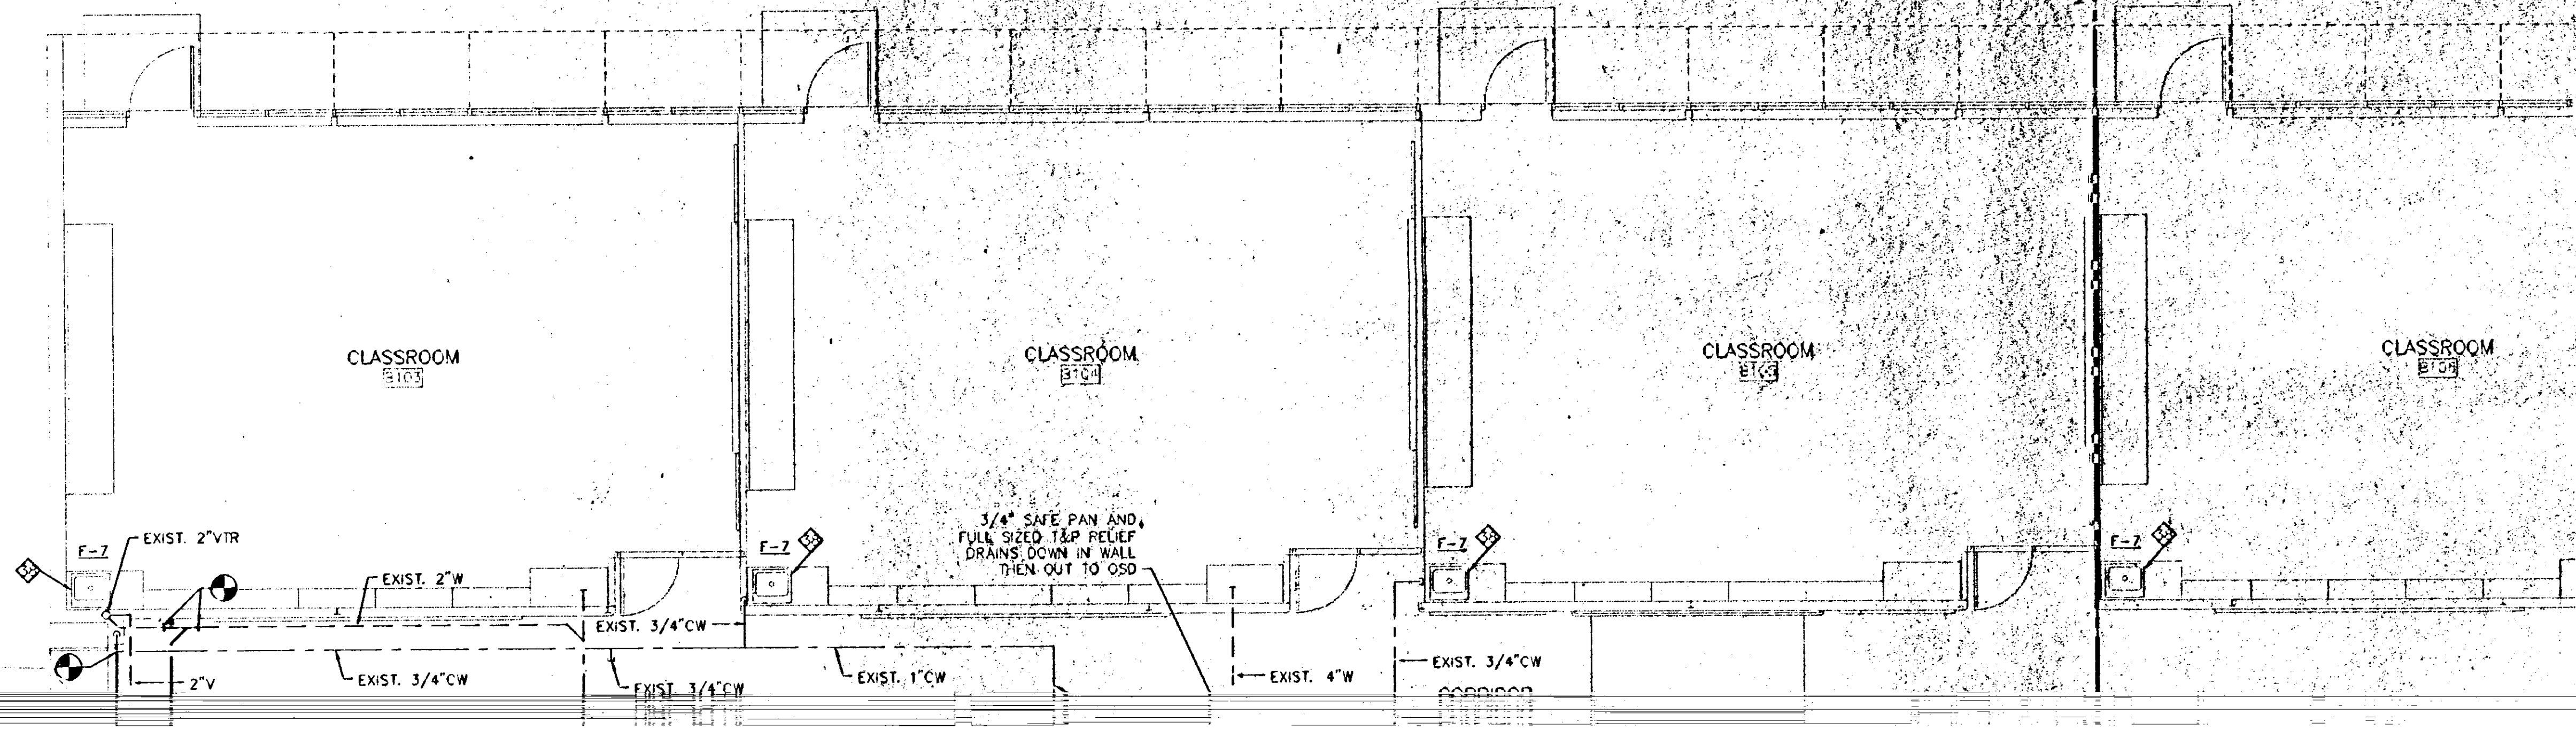 CLASSROOM
B103
CLASSROOM
B104
CLASSROOM
CLASSROOM
3/4" SAFE PAN AND
FULL SIZED T&P RELIEF
DRAINS DOWN IN WALL
THEN OUT TO OSD
F-7
EXIST. 2"VTR
F-7
F-7
F-7
EXIST. 2"W
EXIST. 3/4"CW
2"V
EXIST. 3/4"CW
EXIST. 3/4"CW
EXIST. 1"CW
EXIST. 4"W
EXIST. 3/4"CW
CORRIDOR